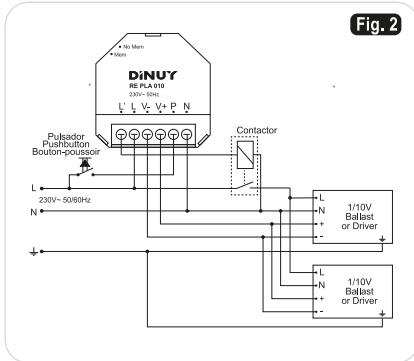 Fig. 2
No Mem
Mem
DiNUY
RE PLA 010
230V~ 50Hz
L' L V- V+ P N
Pulsador
Pushbutton
Bouton-poussoir
Contactor
L
230V~ 50/60Hz
N
L
N
+
-
1/10V
Ballast
or Driver
L
N
+
-
1/10V
Ballast
or Driver